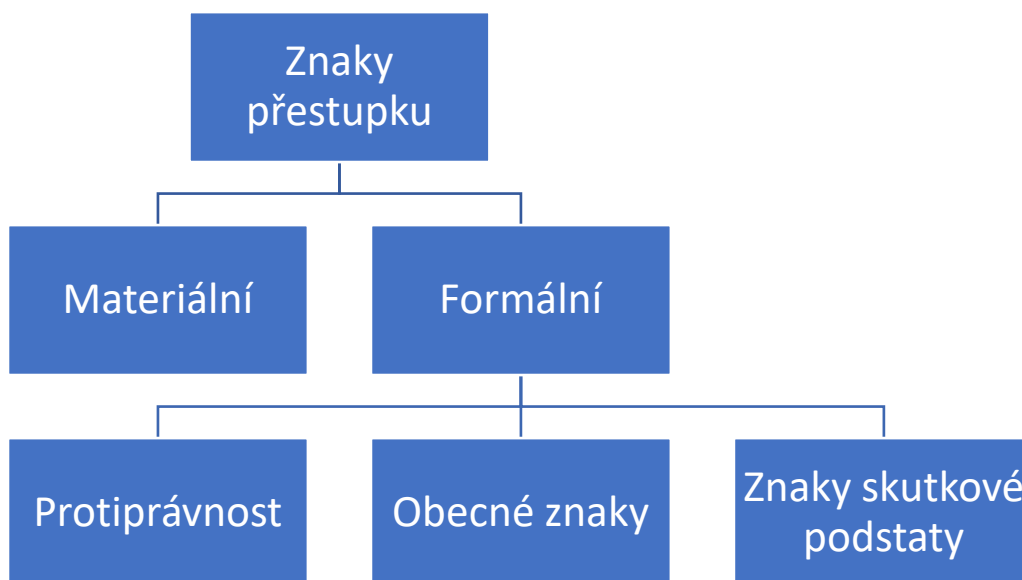 Znaky
přestupku
Materiální
Formální
Protiprávnost
Obecné znaky
Znaky skutkové
podstaty